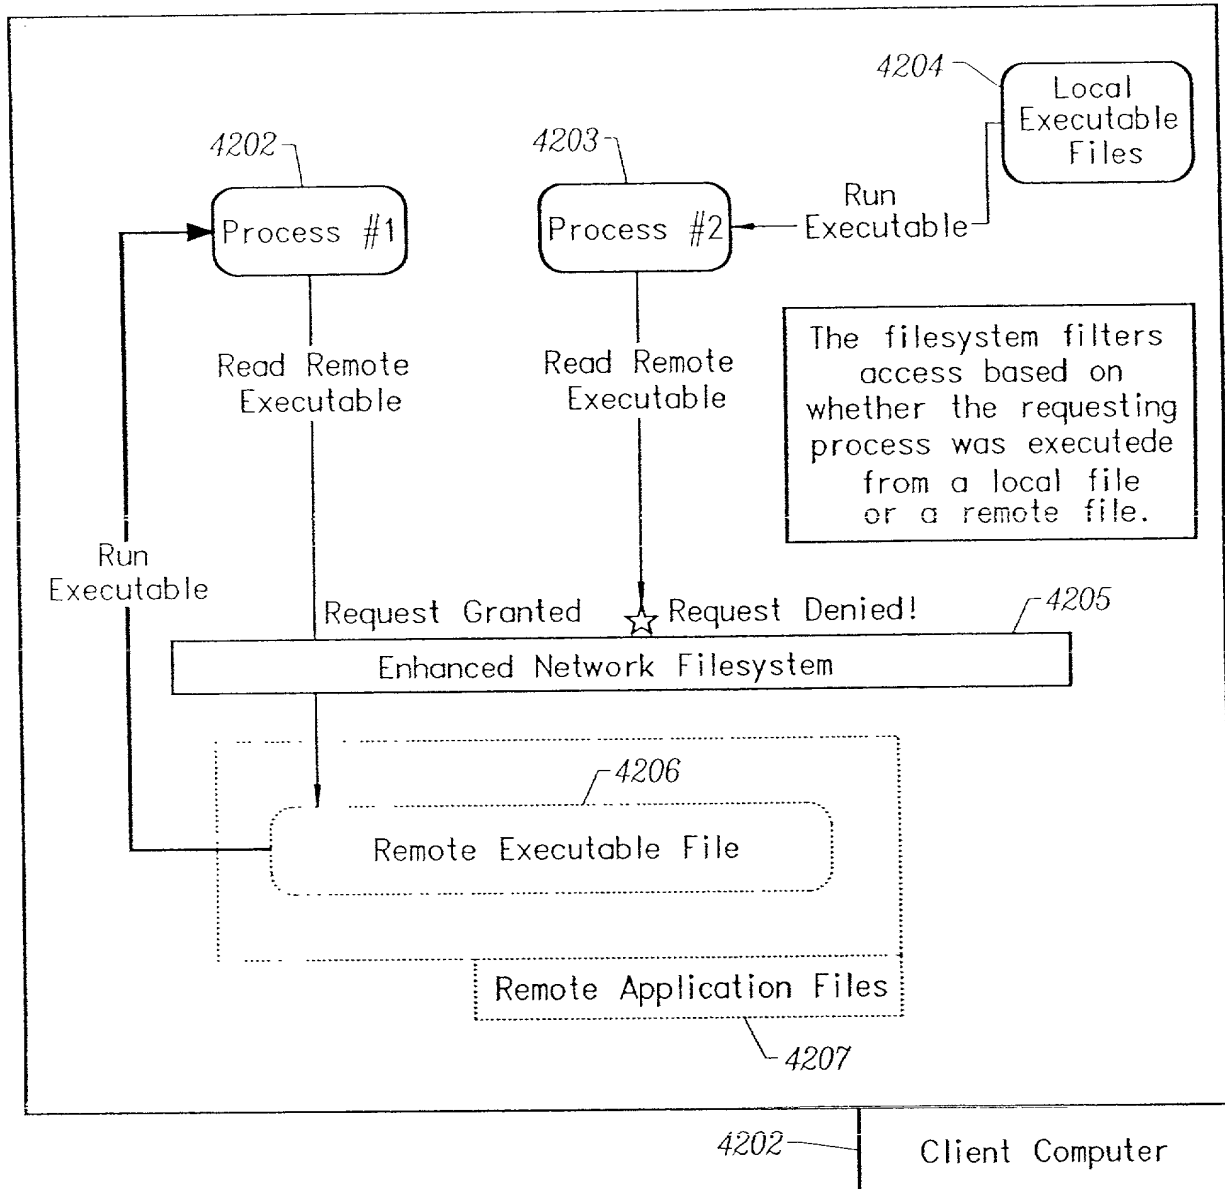 4204
Local
Executable
Files
4202
4203
Process #1
Process #2
Run
Executable
Read Remote
Executable
Read Remote
Executable
The filesystem filters
access based on
whether the requesting
process was executede
from a local file
or a remote file.
Run
Executable
Request Granted
Request Denied!
4205
Enhanced Network Filesystem
4206
Remote Executable File
Remote Application Files
4207
4202
Client Computer